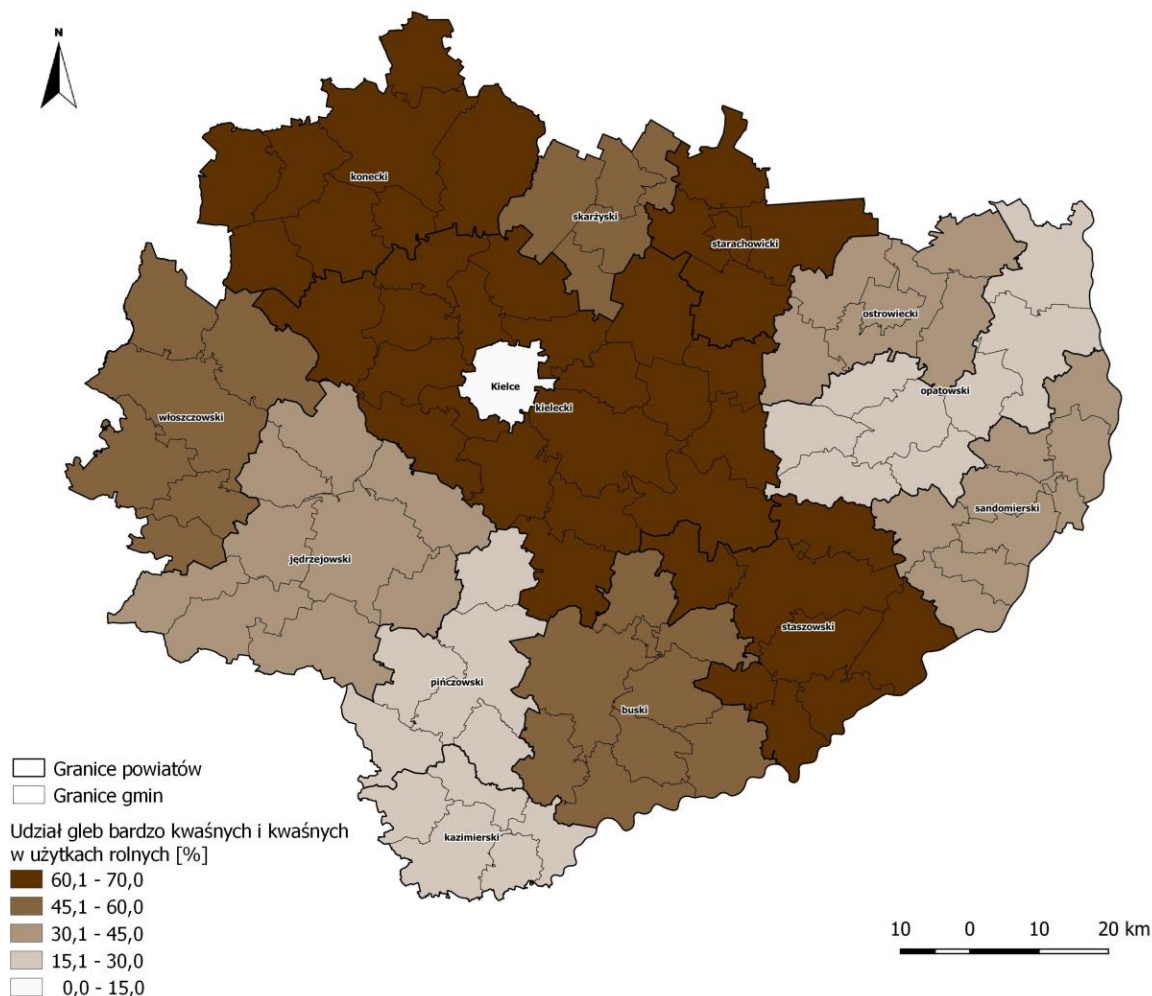 N
konecki
skarżyski
starachowicki
ostrowiecki
Kielce
opatowski
kielecki
włoszczowski
sandomierski
jędrzejowski
staszowski
pińczowski
buski
kazimierski
Granice powiatów
Granice gmin
Udział gleb bardzo kwaśnych i kwaśnych
w użytkach rolnych [%]
60,1 - 70,0
45,1 - 60,0
30,1 - 45,0
15,1 - 30,0
0,0 - 15,0
10 0 10 20 km